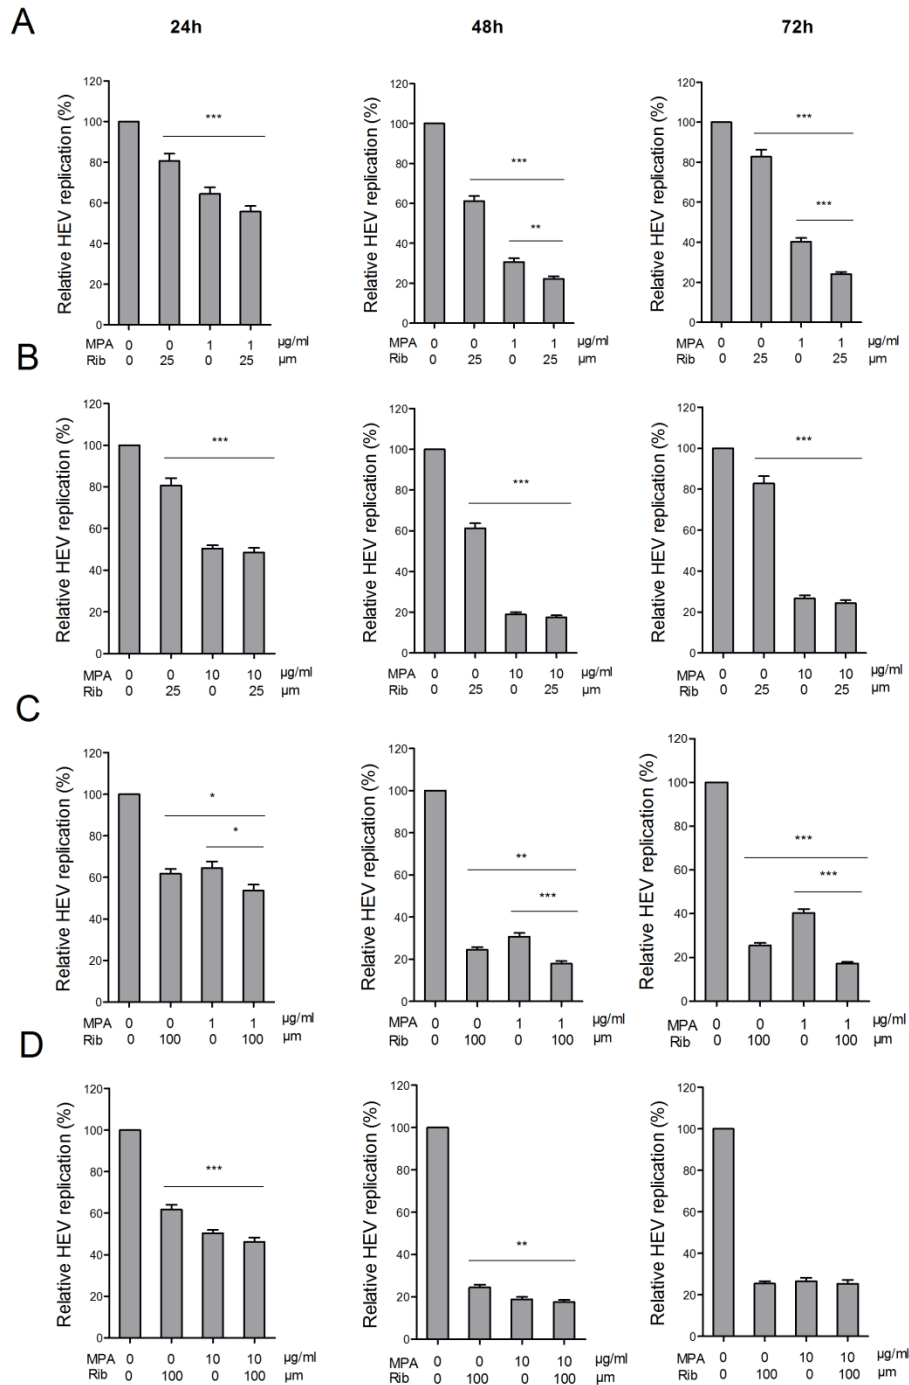 A
24h 48h 72h
Relative HEV replication (%) Relative HEV replication (%) Relative HEV replication (%)
120 120 120
100 100 100
80 80 80
60 60 60
40 40 40
20 20 20
0 0 0
*** *** ** *** ***
MPA 0 0 1 1 µg/ml MPA 0 0 1 1 µg/ml MPA 0 0 1 1 µg/ml
Rib 0 25 0 25 µm Rib 0 25 0 25 µm Rib 0 25 0 25 µm
B
Relative HEV replication (%) Relative HEV replication (%) Relative HEV replication (%)
120 120 120
100 100 100
80 80 80
60 60 60
40 40 40
20 20 20
0 0 0
*** *** ***
MPA 0 0 10 10 µg/ml MPA 0 0 10 10 µg/ml MPA 0 0 10 10 µg/ml
Rib 0 25 0 25 µm Rib 0 25 0 25 µm Rib 0 25 0 25 µm
C
Relative HEV replication (%) Relative HEV replication (%) Relative HEV replication (%)
120 120 120
100 100 100
80 80 80
60 60 60
40 40 40
20 20 20
0 0 0
* * ** *** *** ***
MPA 0 0 1 1 µg/ml MPA 0 0 1 1 µg/ml MPA 0 0 1 1 µg/ml
Rib 0 100 0 100 µm Rib 0 100 0 100 µm Rib 0 100 0 100 µm
D
Relative HEV replication (%) Relative HEV replication (%) Relative HEV replication (%)
120 120 120
100 100 100
80 80 80
60 60 60
40 40 40
20 20 20
0 0 0
*** **
MPA 0 0 10 10 µg/ml MPA 0 0 10 10 µg/ml MPA 0 0 10 10 µg/ml
Rib 0 100 0 100 µm Rib 0 100 0 100 µm Rib 0 100 0 100 µm